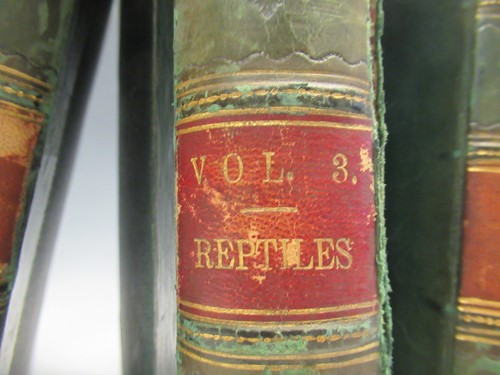 VOL. 3.
REPTILES